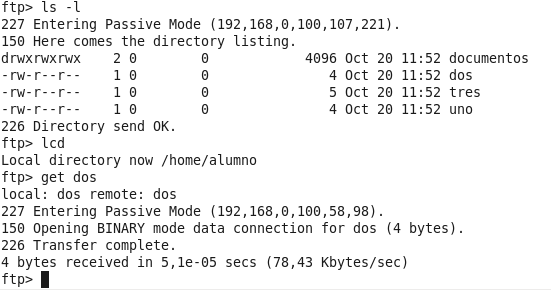 ftp> ls -l
227 Entering Passive Mode (192,168,0,100,107,221).
150 Here comes the directory listing.
drwxrwxrwx    2 0        0            4096 Oct 20 11:52 documentos
-rw-r--r--    1 0        0               4 Oct 20 11:52 dos
-rw-r--r--    1 0        0               5 Oct 20 11:52 tres
-rw-r--r--    1 0        0               4 Oct 20 11:52 uno
226 Directory send OK.
ftp> lcd
Local directory now /home/alumno
ftp> get dos
local: dos remote: dos
227 Entering Passive Mode (192,168,0,100,58,98).
150 Opening BINARY mode data connection for dos (4 bytes).
226 Transfer complete.
4 bytes received in 5,1e-05 secs (78,43 Kbytes/sec)
ftp>